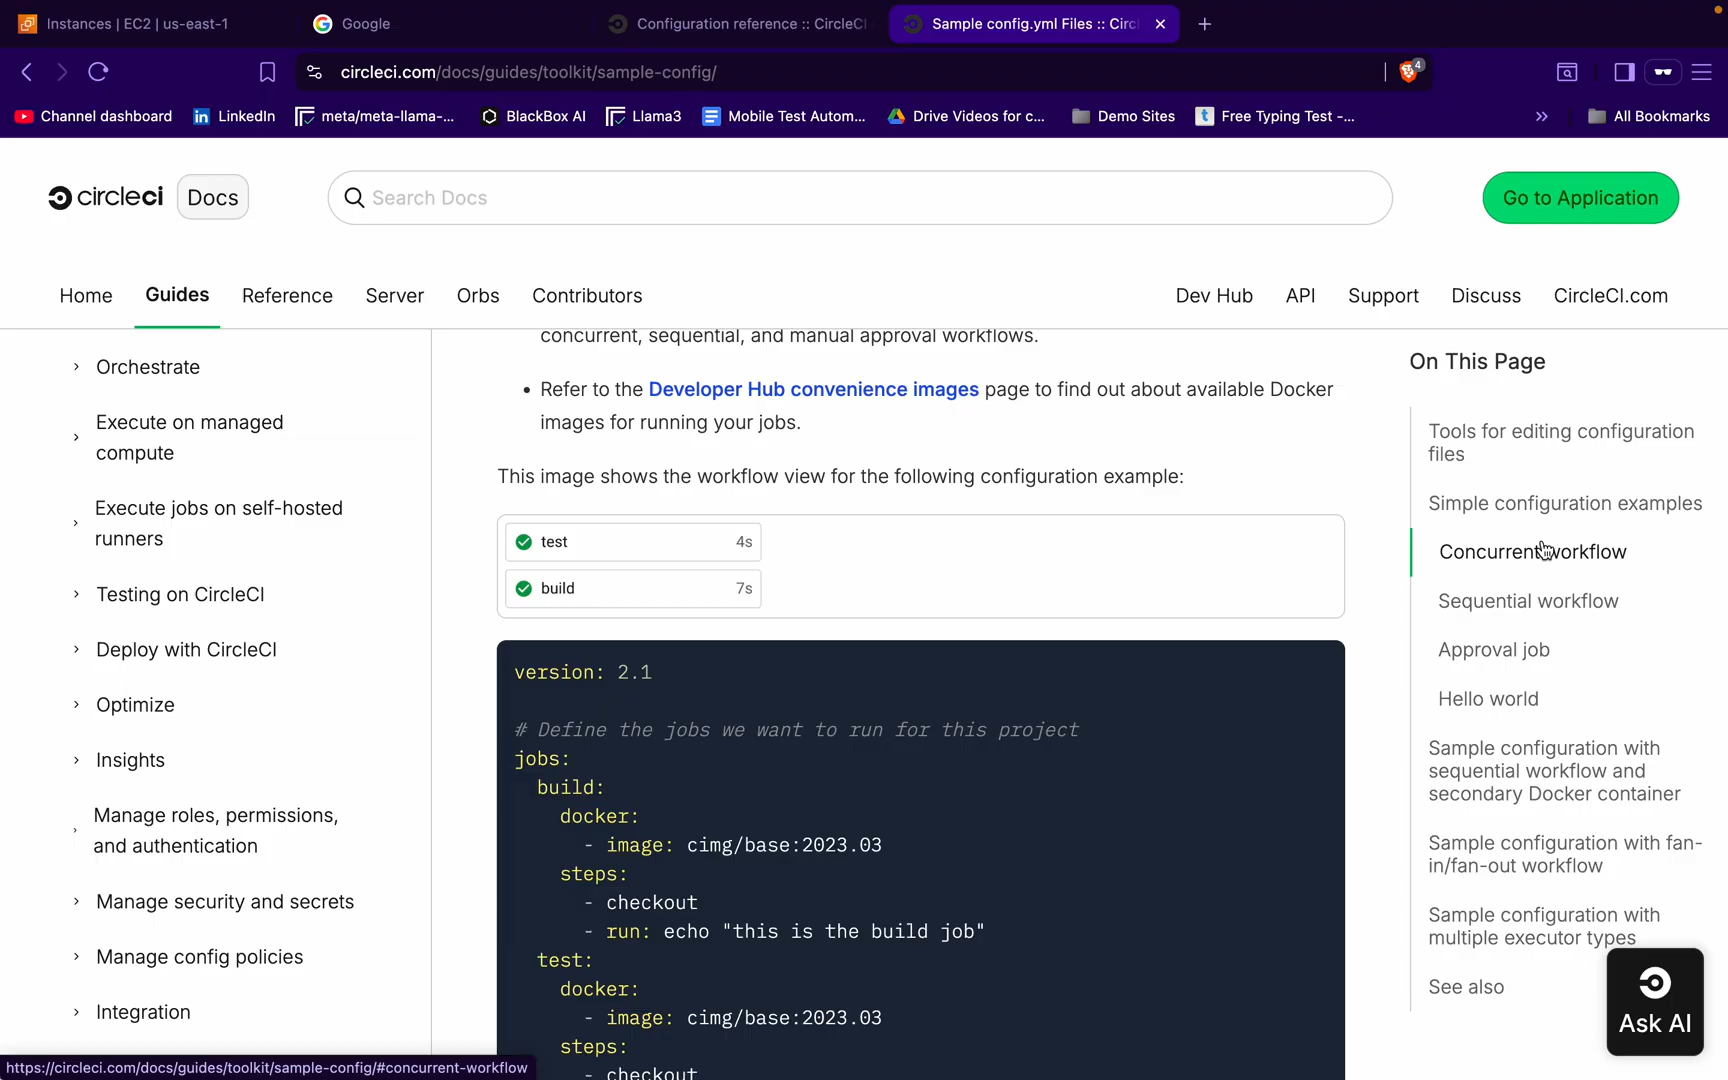 Instances | EC2 | us-east-1
Google
Configuration reference :: CircleCI
Sample config.yml Files :: Circl
circleci.com/docs/guides/toolkit/sample-config/
4
Channel dashboard
LinkedIn
meta/meta-llama-...
BlackBox AI
Llama3
Mobile Test Autom...
Drive Videos for c...
Demo Sites
Free Typing Test -...
All Bookmarks
circleci
Docs
Search Docs
Go to Application
Home
Guides
Reference
Server
Orbs
Contributors
Dev Hub
API
Support
Discuss
CircleCI.com
Orchestrate
Execute on managed
compute
Execute jobs on self-hosted
runners
Testing on CircleCI
Deploy with CircleCI
Optimize
Insights
Manage roles, permissions,
and authentication
Manage security and secrets
Manage config policies
Integration
concurrent, sequential, and manual approval workflows.
• Refer to the Developer Hub convenience images page to find out about available Docker
images for running your jobs.
This image shows the workflow view for the following configuration example:
test 4s
build 7s
version: 2.1
# Define the jobs we want to run for this project
jobs:
build:
docker:
- image: cimg/base:2023.03
steps:
- checkout
- run: echo "this is the build job"
test:
docker:
- image: cimg/base:2023.03
steps:
- checkout
On This Page
Tools for editing configuration
files
Simple configuration examples
Concurrent workflow
Sequential workflow
Approval job
Hello world
Sample configuration with
sequential workflow and
secondary Docker container
Sample configuration with fan-
in/fan-out workflow
Sample configuration with
multiple executor types
See also
Ask AI
https://circleci.com/docs/guides/toolkit/sample-config/#concurrent-workflow